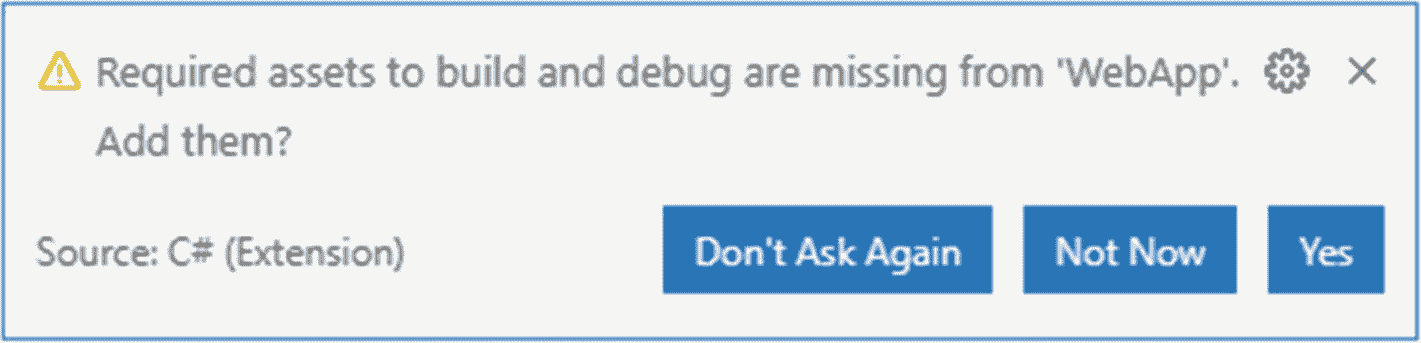 Required assets to build and debug are missing from 'WebApp'.
Add them?
Source: C# (Extension)
Don't Ask Again
Not Now
Yes